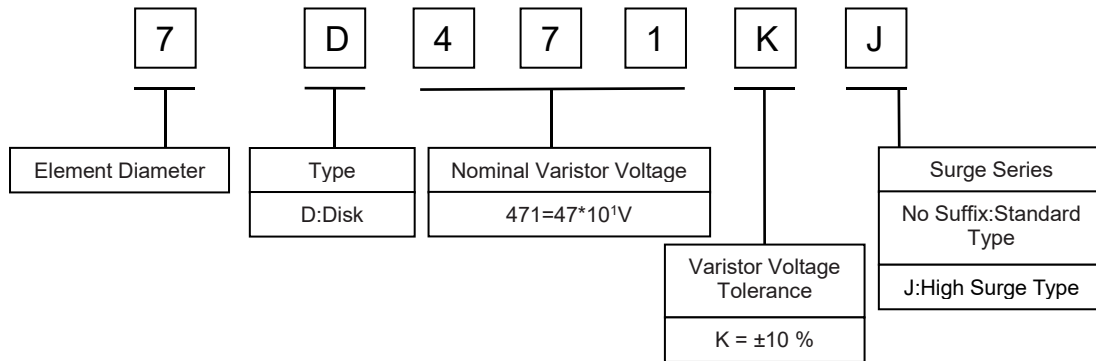 7 D 4 7 1 K J
Element Diameter
Type
D:Disk
Nominal Varistor Voltage
471=47*10¹V
Varistor Voltage
Tolerance
K = ±10 %
Surge Series
No Suffix:Standard
Type
J:High Surge Type